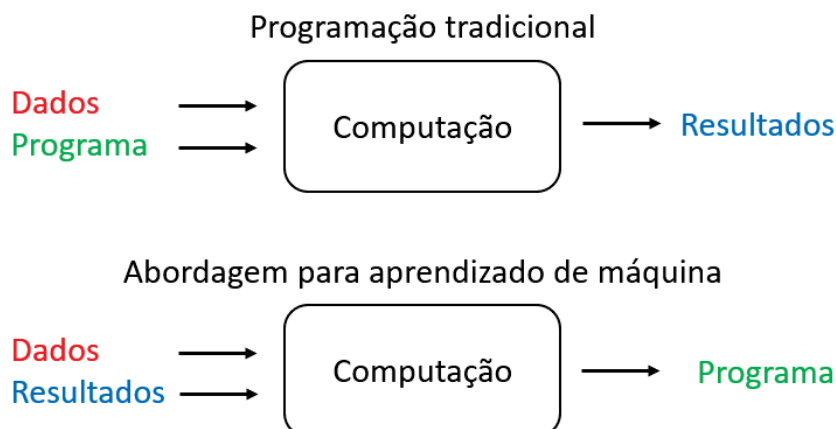 Programação tradicional
Dados
Programa
Computação
Resultados
Abordagem para aprendizado de máquina
Dados
Resultados
Computação
Programa